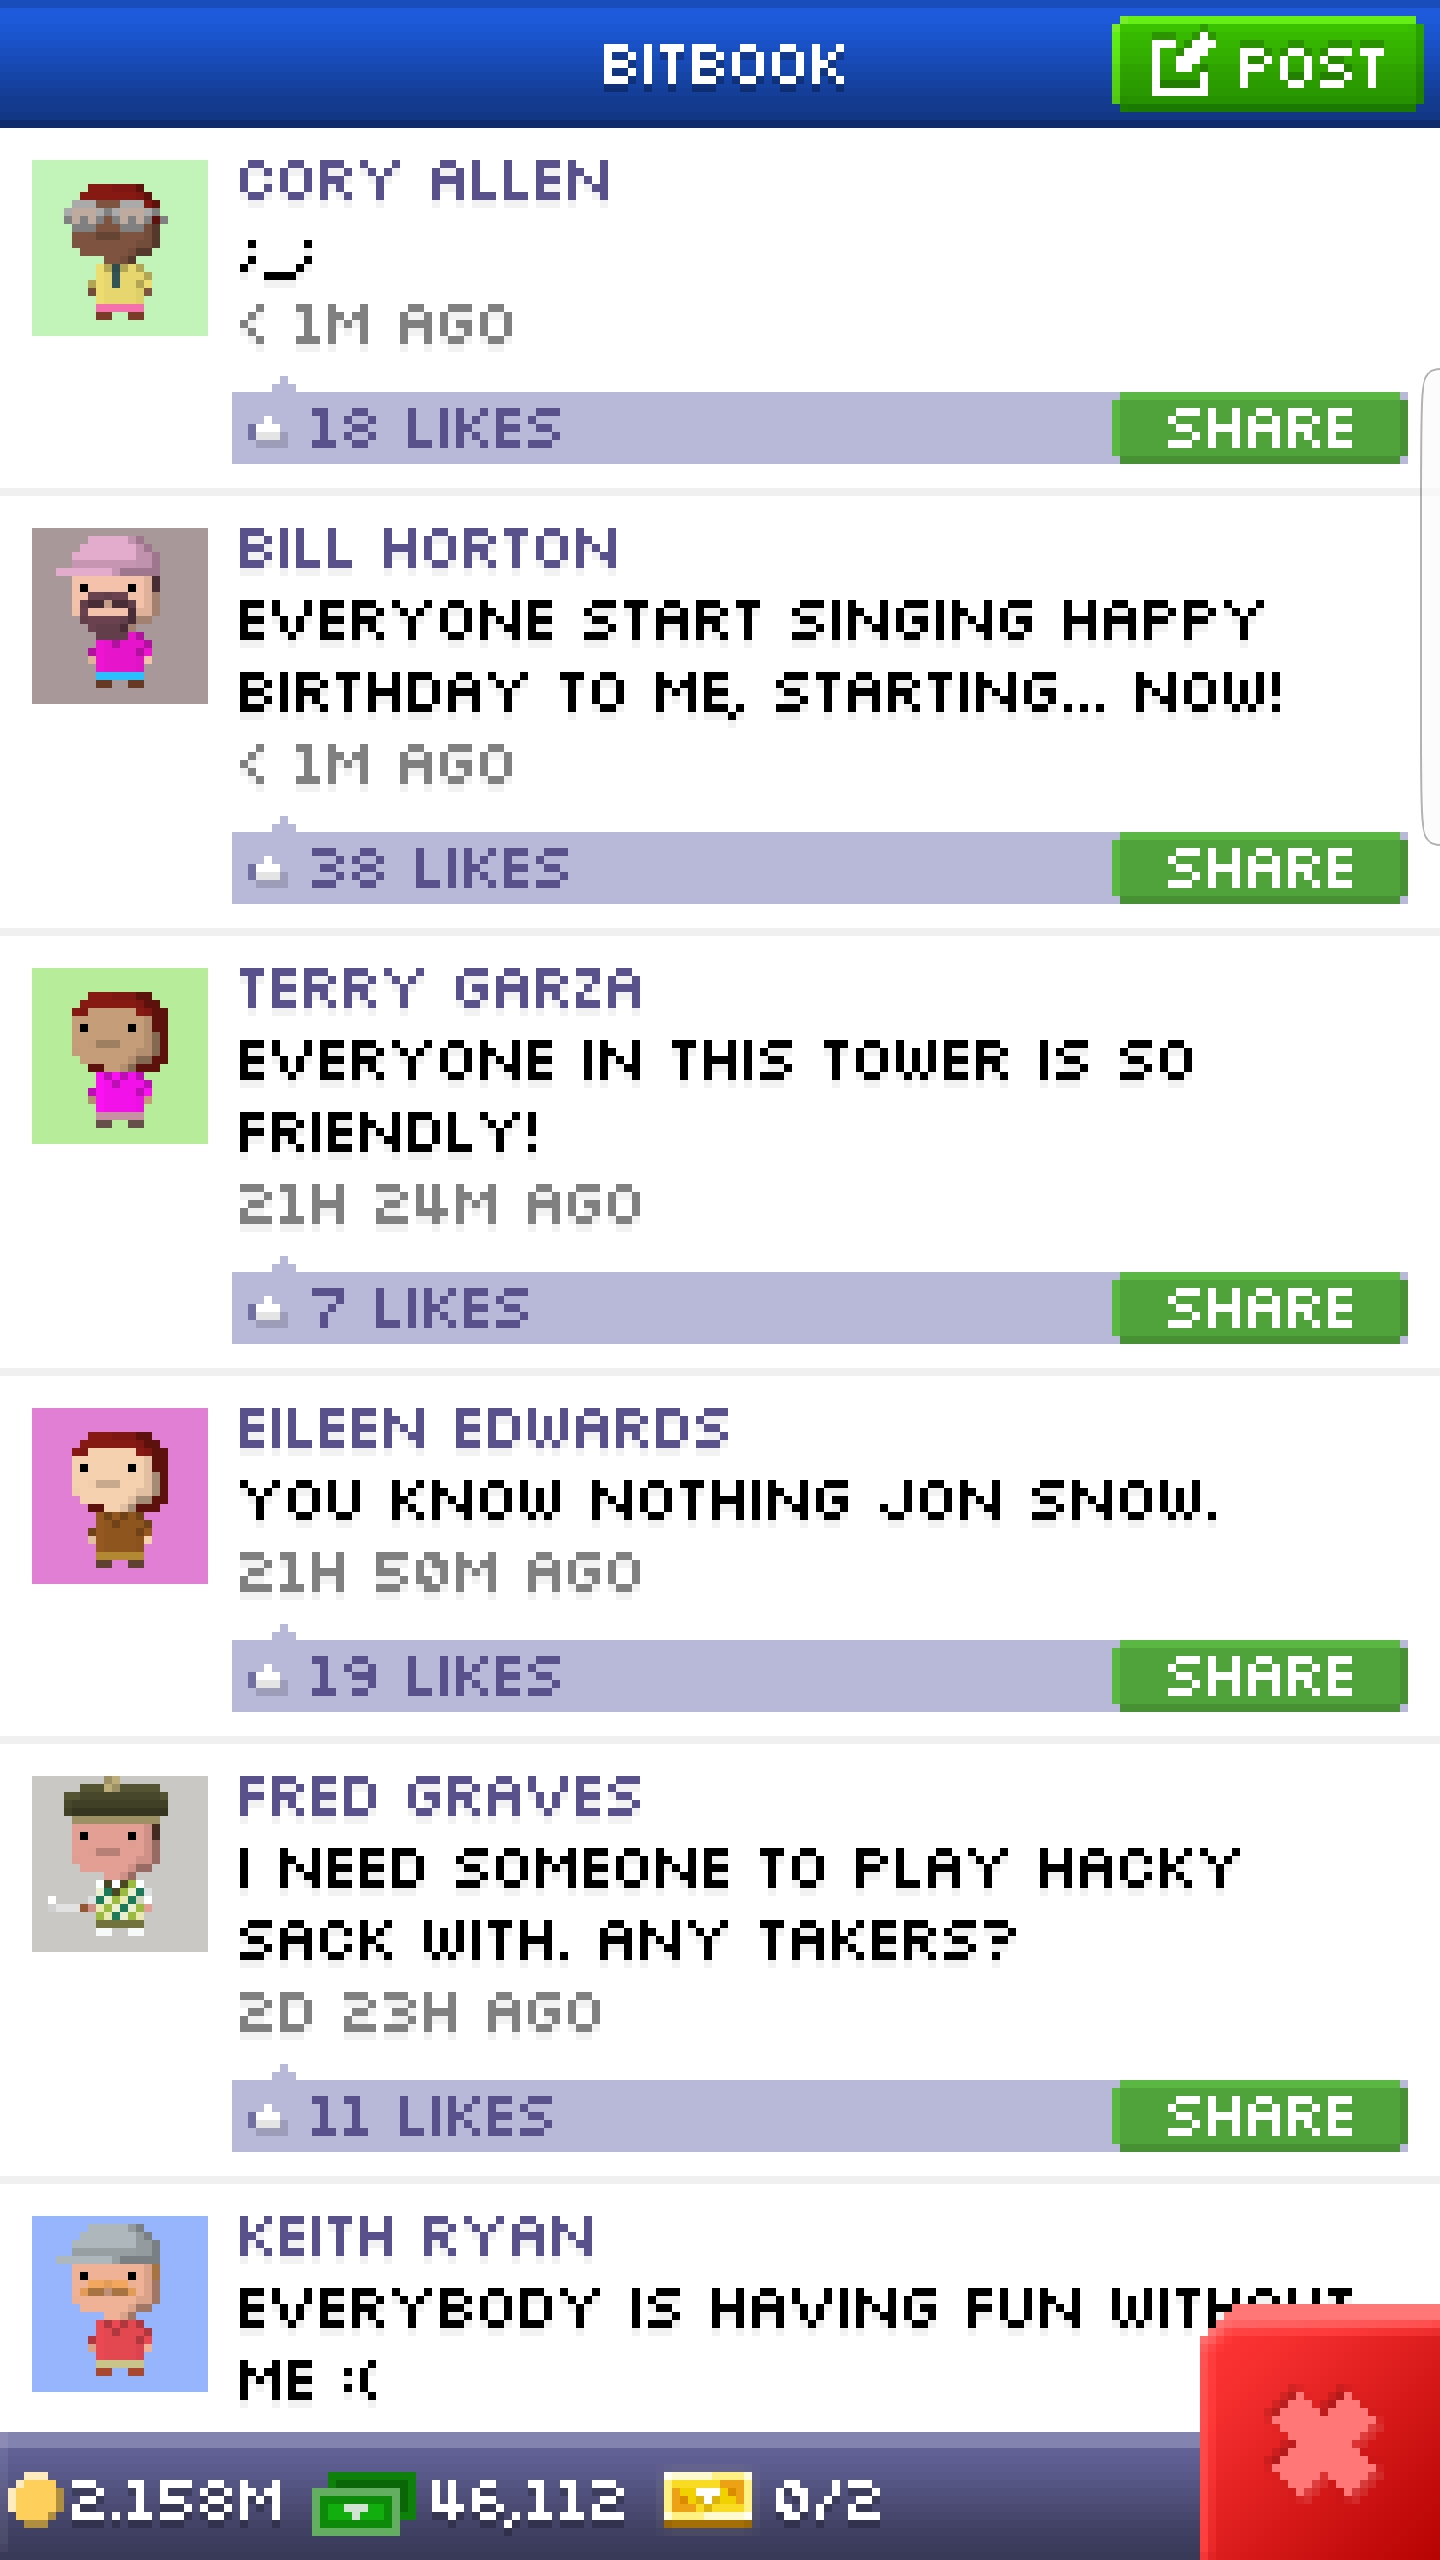 BITBOOK
POST
CORY ALLEN
;_;
< 1M AGO
18 LIKES
SHARE
BILL HORTON
EVERYONE START SINGING HAPPY
BIRTHDAY TO ME, STARTING... NOW!
< 1M AGO
38 LIKES
SHARE
TERRY GARZA
EVERYONE IN THIS TOWER IS SO
FRIENDLY!
21H 24M AGO
7 LIKES
SHARE
EILEEN EDWARDS
YOU KNOW NOTHING JON SNOW.
21H 50M AGO
19 LIKES
SHARE
FRED GRAVES
I NEED SOMEONE TO PLAY HACKY
SACK WITH. ANY TAKERS?
2D 23H AGO
11 LIKES
SHARE
KEITH RYAN
EVERYBODY IS HAVING FUN WITHOUT
ME :(
2.158M 46,112 0/2